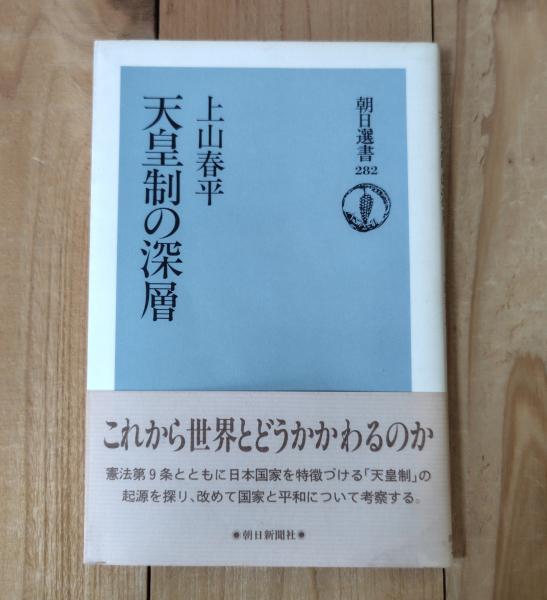 朝日選書
282
上山春平
天皇制の深層
これから世界とどうかかわるのか
憲法第9条とともに日本国家を特徴づける「天皇制」の
起源を探り、改めて国家と平和について考察する。
●朝日新聞社●